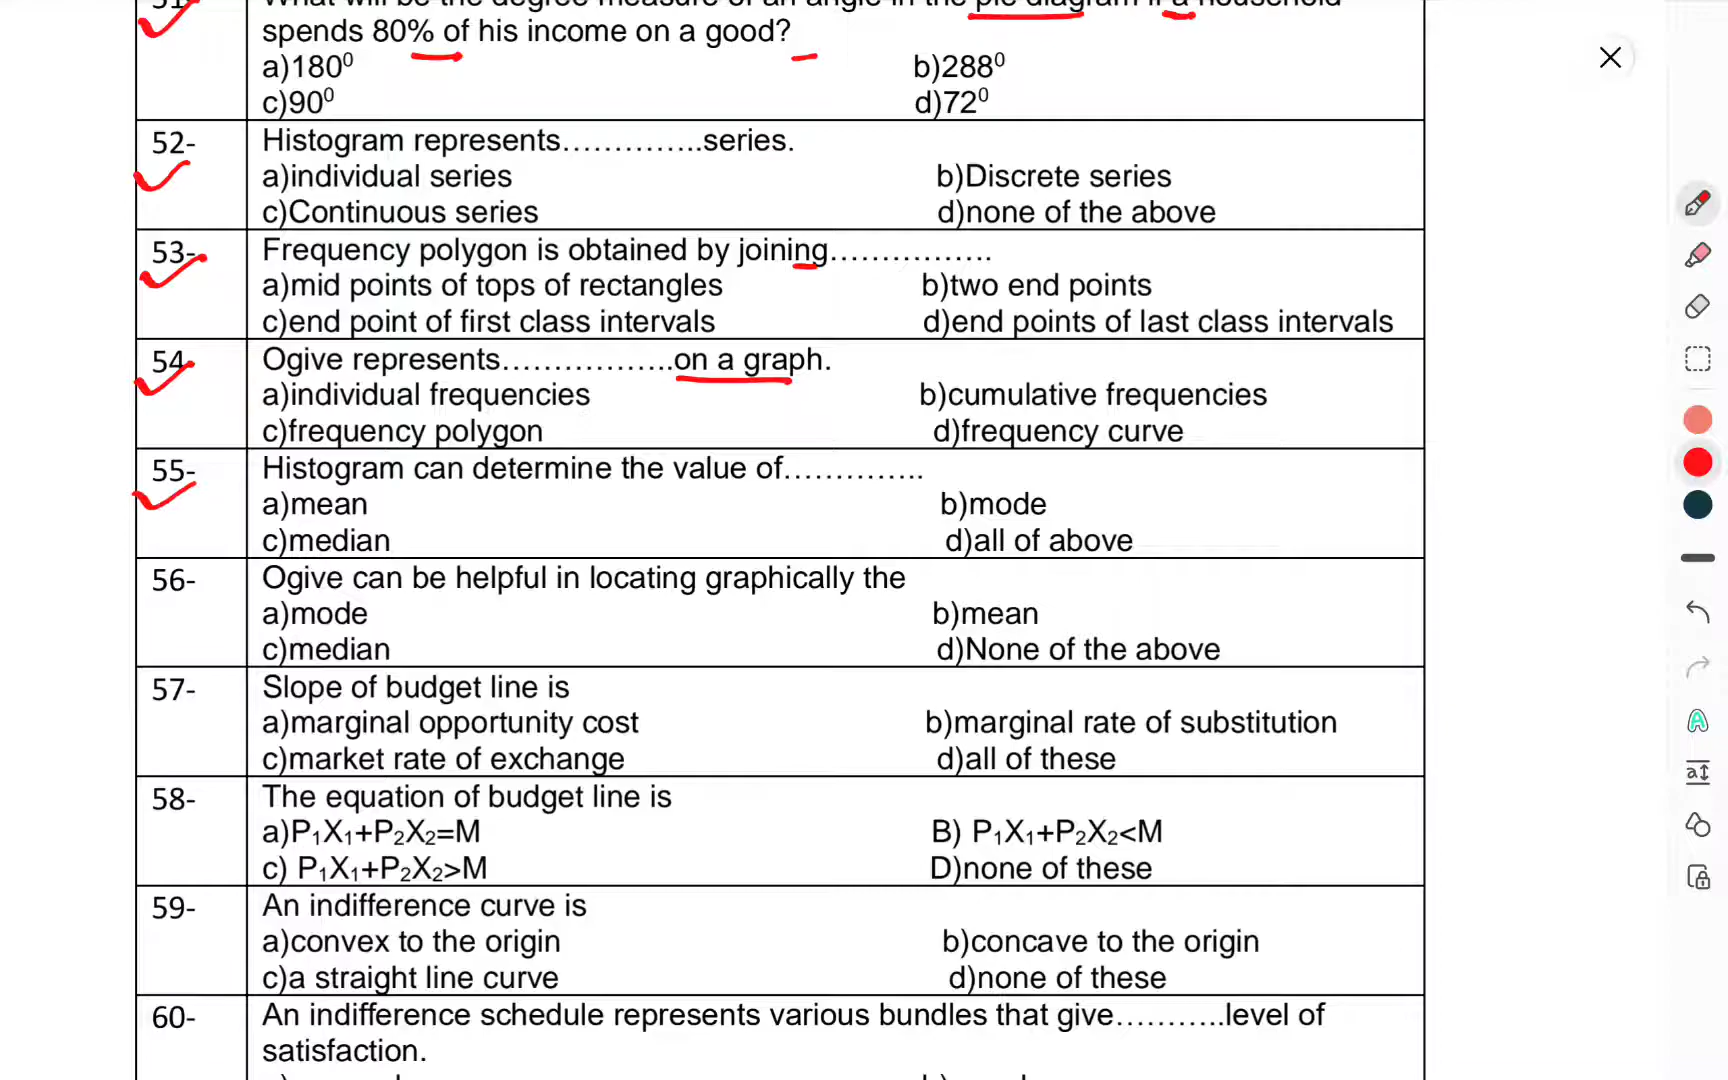 spends 80% of his income on a good?
a)180⁰ b)288⁰
c)90⁰ d)72⁰
52- Histogram represents…………..series.
a)individual series b)Discrete series
c)Continuous series d)none of the above
53- Frequency polygon is obtained by joining…………….
a)mid points of tops of rectangles b)two end points
c)end point of first class intervals d)end points of last class intervals
54- Ogive represents……………..on a graph.
a)individual frequencies b)cumulative frequencies
c)frequency polygon d)frequency curve
55- Histogram can determine the value of………….
a)mean b)mode
c)median d)all of above
56- Ogive can be helpful in locating graphically the
a)mode b)mean
c)median d)None of the above
57- Slope of budget line is
a)marginal opportunity cost b)marginal rate of substitution
c)market rate of exchange d)all of these
58- The equation of budget line is
a)P₁X₁+P₂X₂=M B) P₁X₁+P₂X₂<M
c) P₁X₁+P₂X₂>M D)none of these
59- An indifference curve is
a)convex to the origin b)concave to the origin
c)a straight line curve d)none of these
60- An indifference schedule represents various bundles that give………..level of
satisfaction.